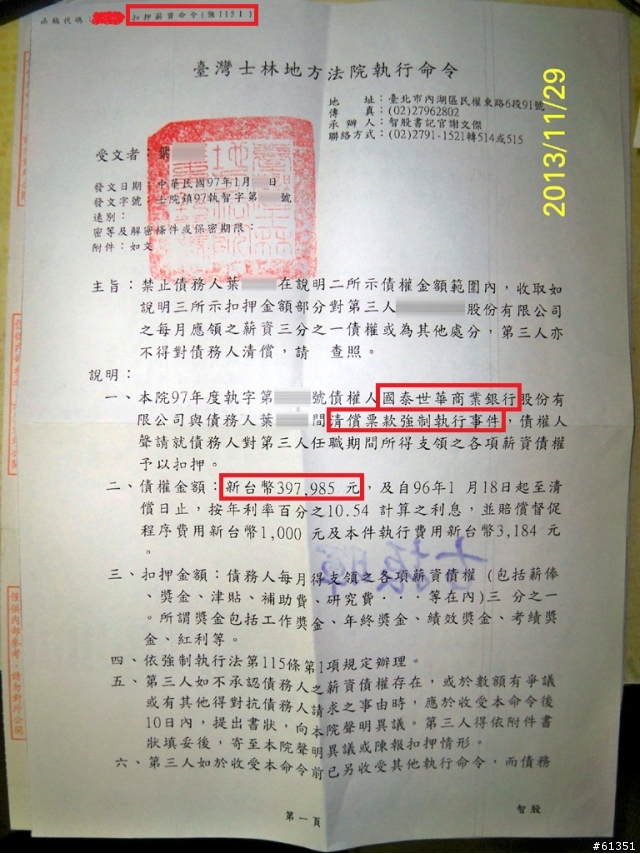 函稿代碼： 扣押薪資命令(強115I)
臺灣士林地方法院執行命令
地　　址：臺北市內湖區民權東路6段91號
傳　　真：(02)27962802
承 辦 人：智股書記官謝文傑
聯絡方式：(02)2791-1521轉514或515
2013/11/29
受文者：葉
發文日期：中華民國97年1月　日
發文字號：士院鎮97執智字第　號
速別：
密等及解密條件或保密期限：
附件：如文
主旨：禁止債務人葉　在說明二所示債權金額範圍內，收取如
說明三所示扣押金額部分對第三人　股份有限公司
之每月應領之薪資三分之一債權或為其他處分，第三人亦
不得對債務人清償，請　查照。
說明：
一、本院97年度執字第　號債權人國泰世華商業銀行股份有
限公司與債務人葉　間清償票款強制執行事件，債權人
聲請就債務人對第三人任職期間所得支領之各項薪資債權
予以扣押。
二、債權金額：新台幣397,985 元，及自96年1 月18日起至清
償日止，按年利率百分之10.54 計算之利息，並賠償督促
程序費用新台幣1,000 元及本件執行費用新台幣3,184 元
。
三、扣押金額：債務人每月得支領之各項薪資債權 (包括薪俸
、獎金、津貼、補助費、研究費．．．等在內)三 分之一
。所謂獎金包括工作獎金、年終獎金、績效獎金、考績獎
金、紅利等。
四、依強制執行法第115條第1項規定辦理。
五、第三人如不承認債務人之薪資債權存在，或於數額有爭議
或有其他得對抗債務人請求之事由時，應於收受本命令後
10日內，提出書狀，向本院聲明異議。第三人得依附件書
狀填妥後，寄至本院聲明異議或陳報扣押情形。
六、第三人如於收受本命令前已另收受其他執行命令，而債務
第一頁
智股
僅供內部參考，請勿對外公開
#61351